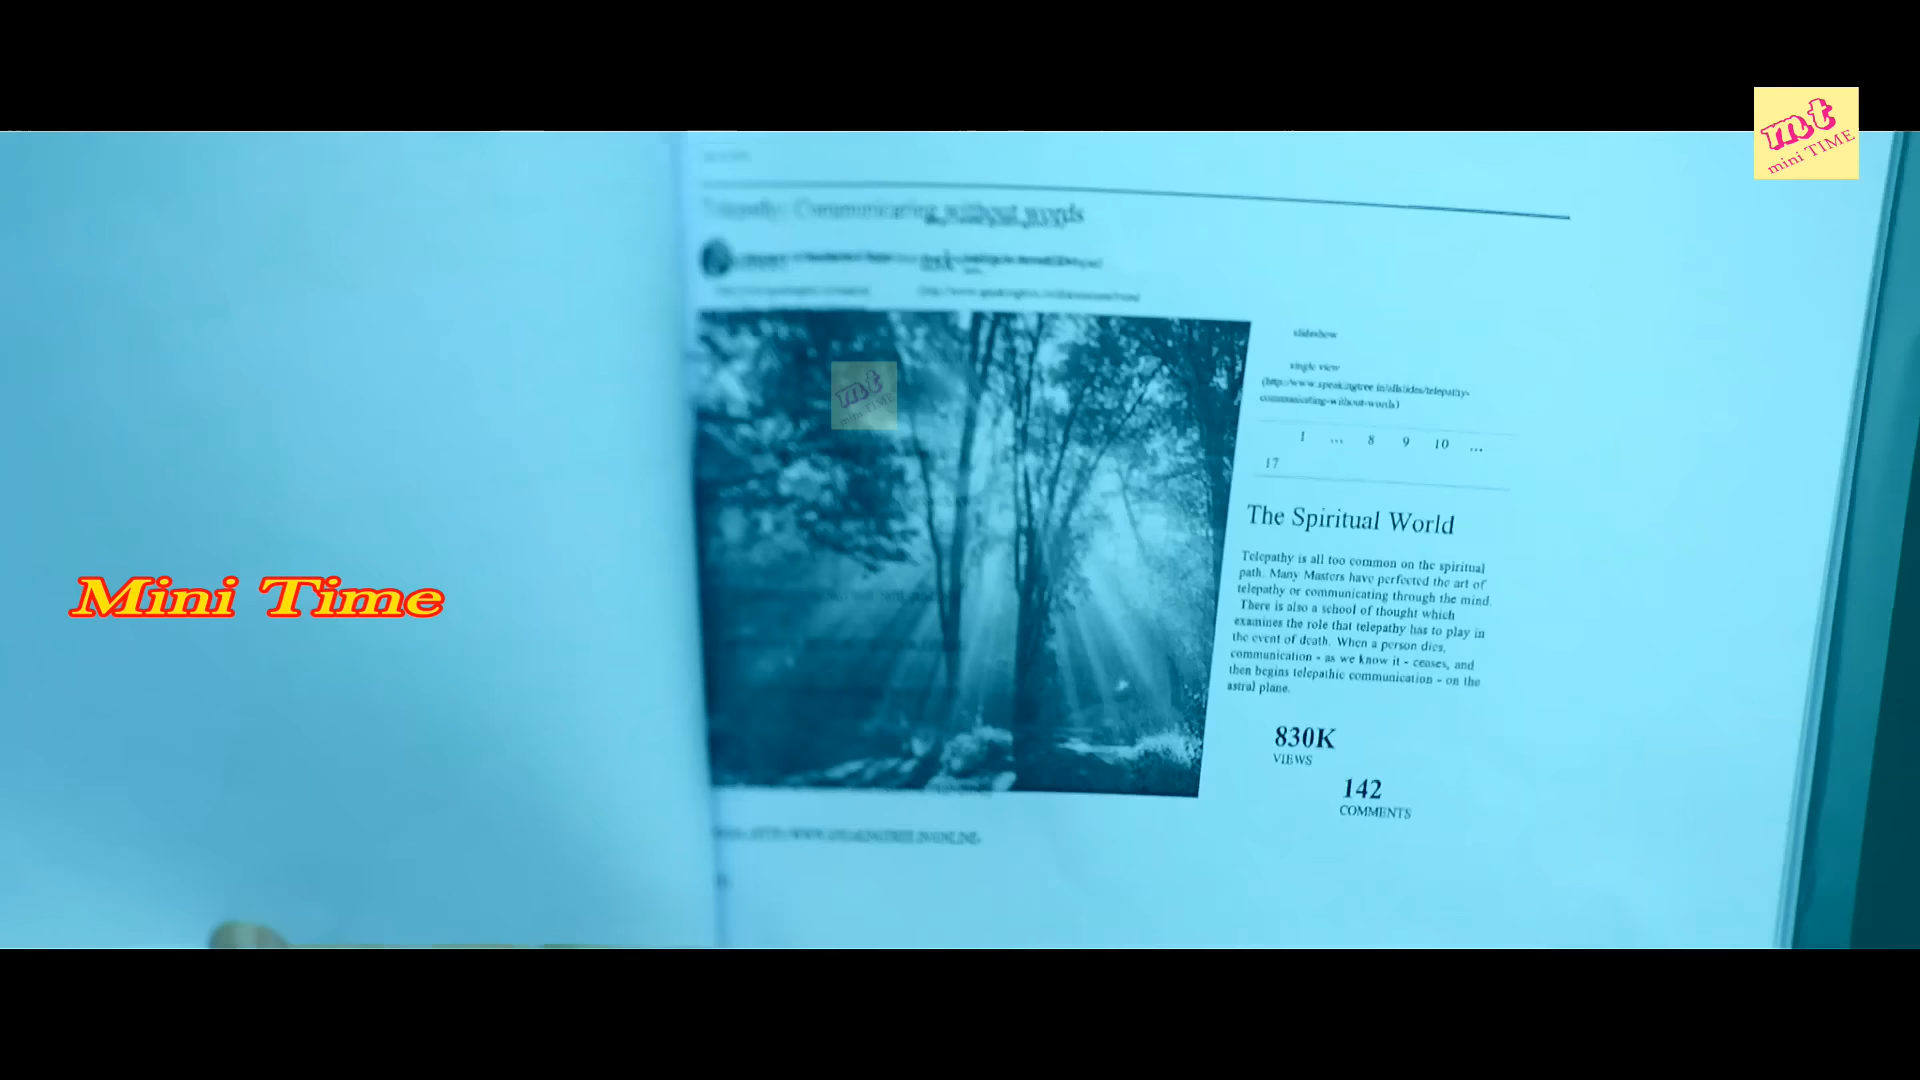 mt
mini TIME
Telepathy: Communicating without words
mt
mini TIME
slideshow
single view
(http://www.speakingtree.in/allslides/telepathy-
communicating-without-words)
1 ... 8 9 10 ...
17
The Spiritual World
Telepathy is all too common on the spiritual
path. Many Masters have perfected the art of
telepathy or communicating through the mind.
There is also a school of thought which
examines the role that telepathy has to play in
the event of death. When a person dies,
communication - as we know it - ceases, and
then begins telepathic communication - on the
astral plane.
830K
VIEWS
142
COMMENTS
Mini Time